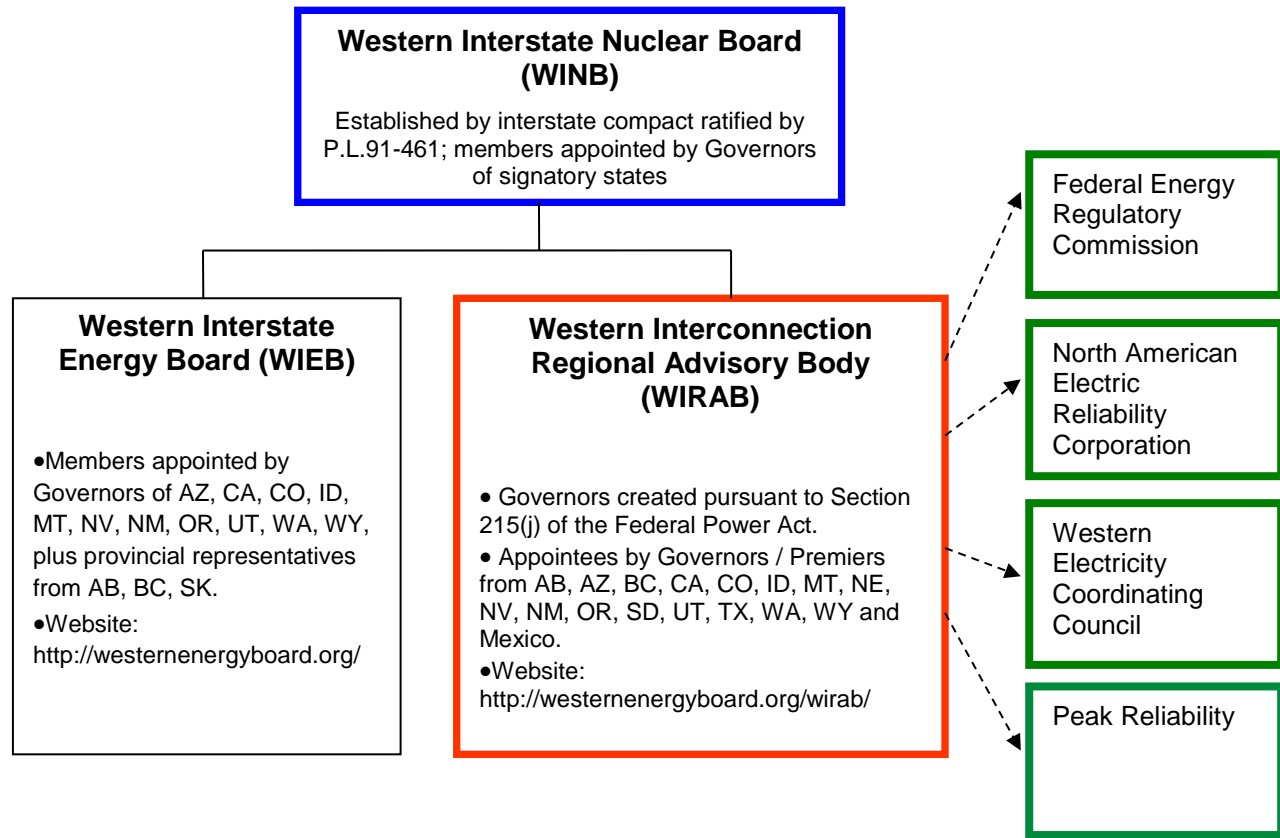 Western Interstate Nuclear Board
(WINB)
Established by interstate compact ratified by
P.L.91-461; members appointed by Governors
of signatory states
Western Interstate
Energy Board (WIEB)
•Members appointed by
Governors of AZ, CA, CO, ID,
MT, NV, NM, OR, UT, WA, WY,
plus provincial representatives
from AB, BC, SK.
•Website:
http://westernenergyboard.org/
Western Interconnection
Regional Advisory Body
(WIRAB)
• Governors created pursuant to Section
215(j) of the Federal Power Act.
• Appointees by Governors / Premiers
from AB, AZ, BC, CA, CO, ID, MT, NE,
NV, NM, OR, SD, UT, TX, WA, WY and
Mexico.
•Website:
http://westernenergyboard.org/wirab/
Federal Energy
Regulatory
Commission
North American
Electric
Reliability
Corporation
Western
Electricity
Coordinating
Council
Peak Reliability